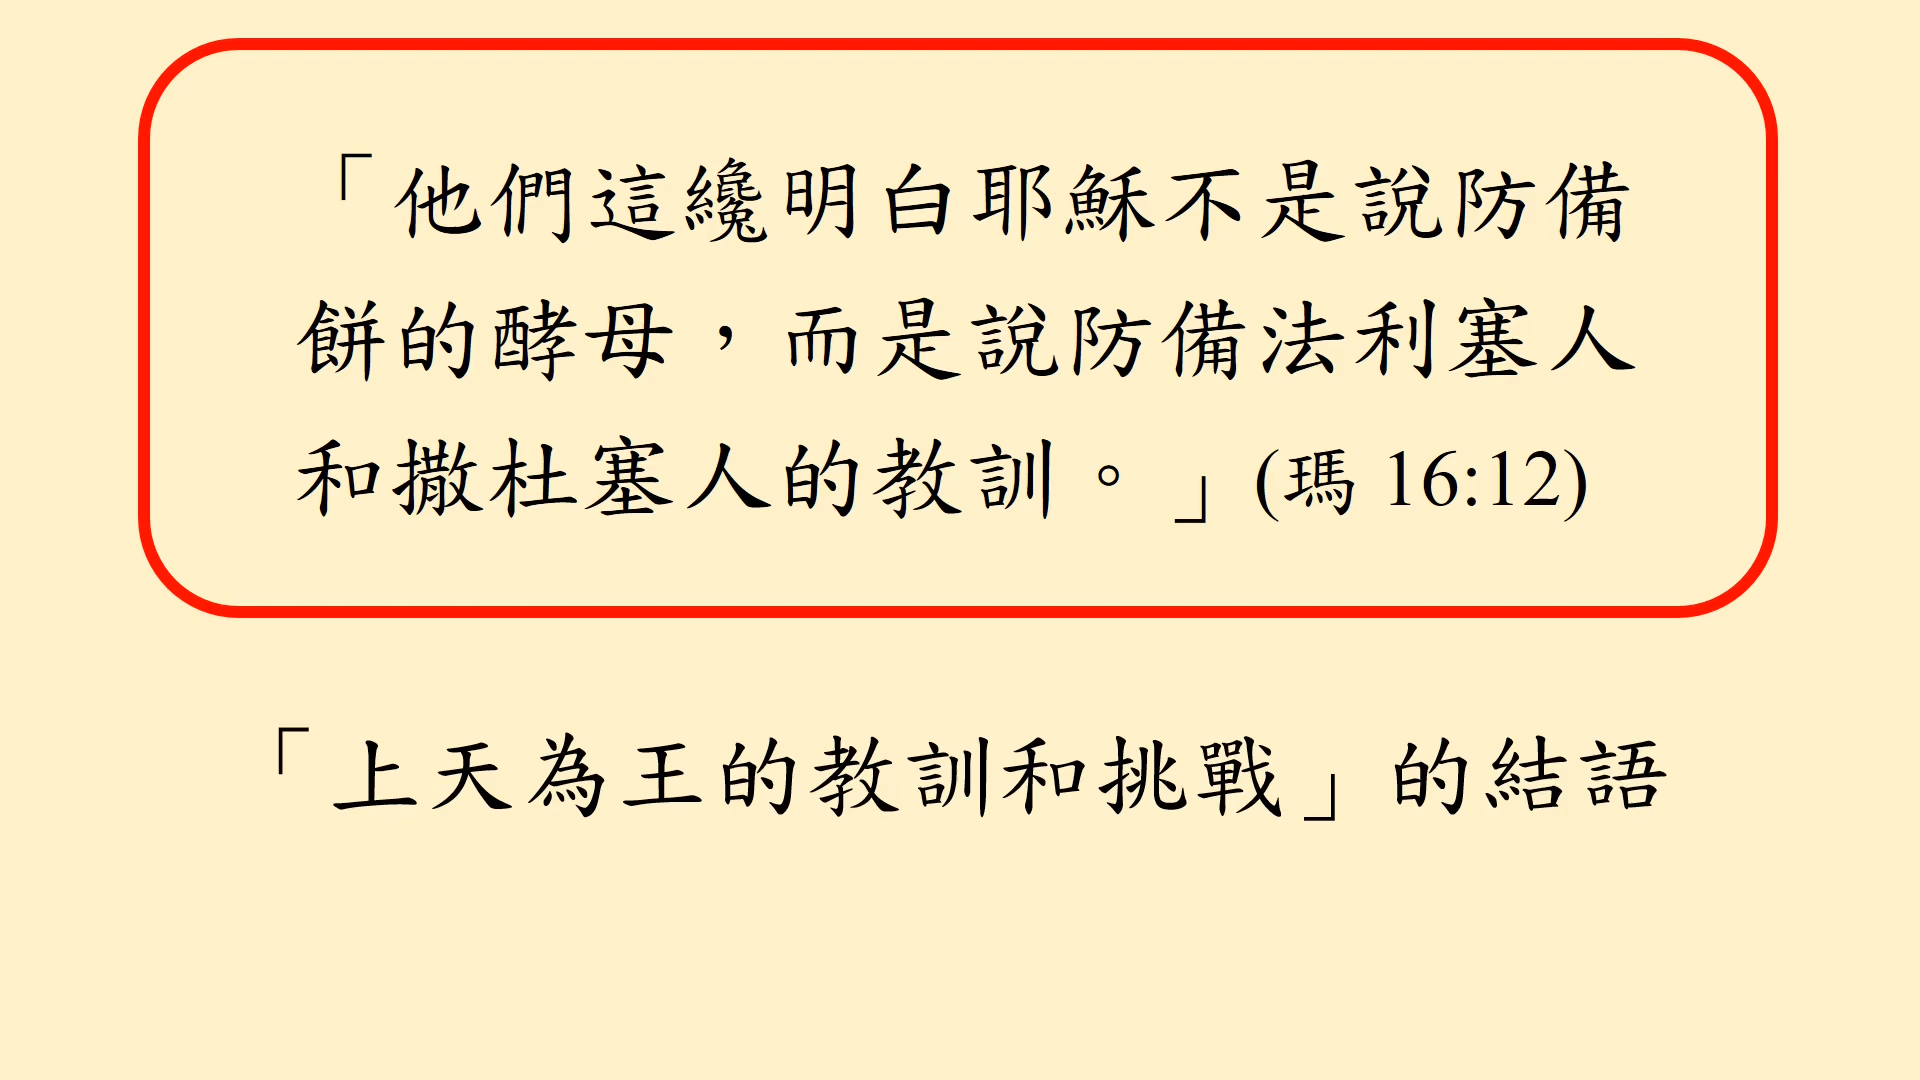 「他們這纔明白耶穌不是說防備
餅的酵母，而是說防備法利塞人
和撒杜塞人的教訓。」(瑪 16:12)
「上天為王的教訓和挑戰」的結語